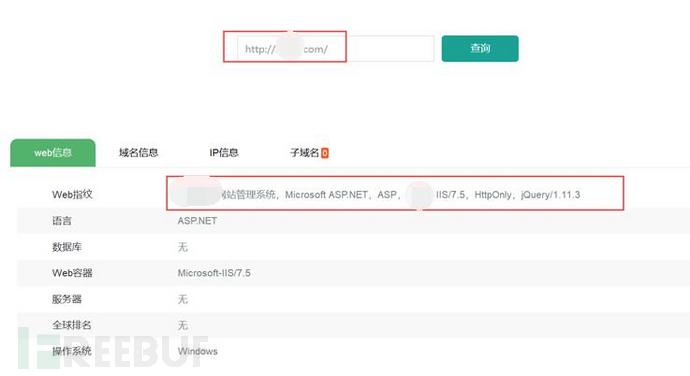 http:// com/ 查询
web信息 域名信息 IP信息 子域名 0
Web指纹 网站管理系统, Microsoft ASP.NET, ASP, IIS/7.5, HttpOnly, jQuery/1.11.3
语言 ASP.NET
数据库 无
Web容器 Microsoft-IIS/7.5
服务器 无
全球排名 无
操作系统 Windows
FREEBUF